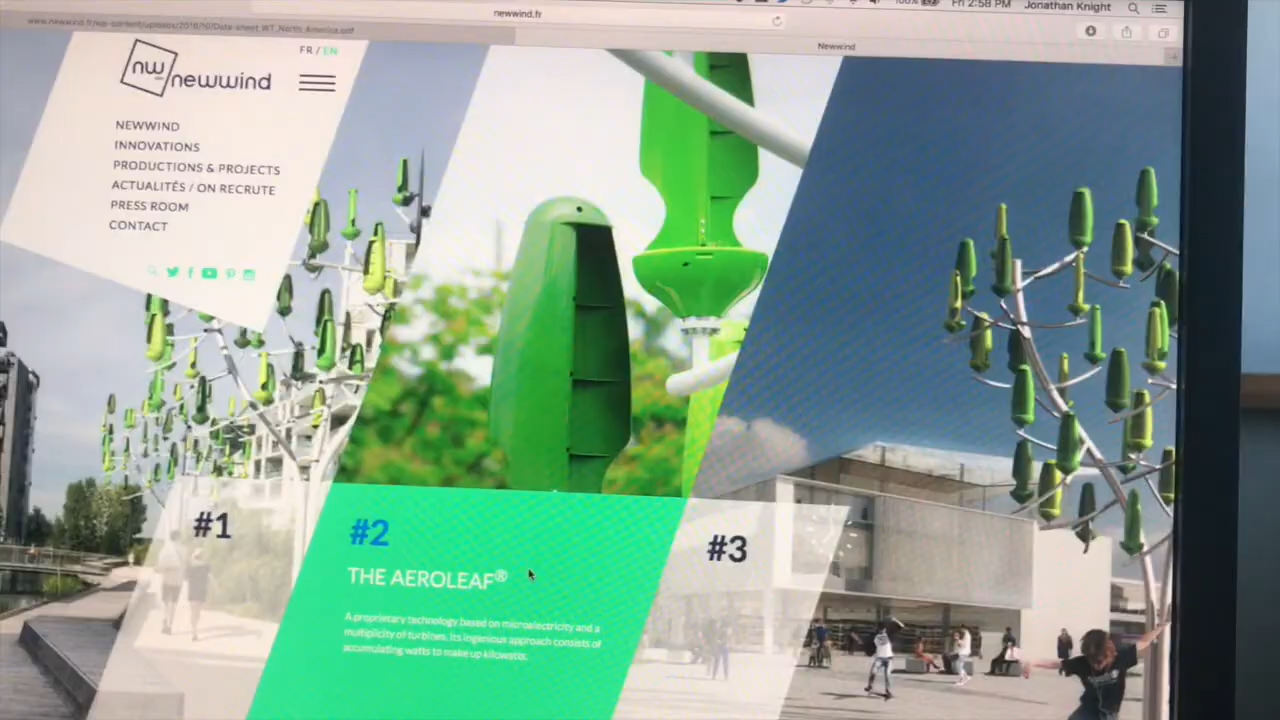 100%
Fri 2:58 PM Jonathan Knight
newwind.fr
Newwind
FR / EN
nw
newwind
NEWWIND
INNOVATIONS
PRODUCTIONS & PROJECTS
ACTUALITÉS / ON RECRUTE
PRESS ROOM
CONTACT
#1
#2
#3
THE AEROLEAF®
A proprietary technology based on microelectricity and a
multiplicity of turbines. Its ingenious approach consists of
accumulating watts to make up kilowatts.